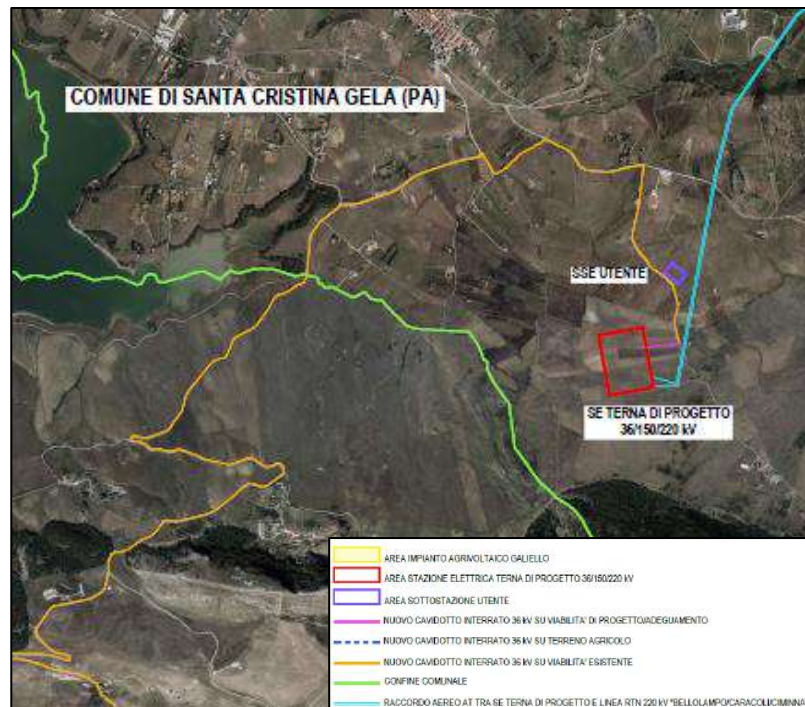 COMUNE DI SANTA CRISTINA GELA (PA)
SSE UTENTE
SE TERNA DI PROGETTO
36/150/220 kV
AREA IMPIANTO AGRIVOLTAICO GALIELLO
AREA STAZIONE ELETTRICA TERNA DI PROGETTO 36/150/220 kV
AREA SOTTOSTAZIONE UTENTE
NUOVO CAVIDOTTO INTERRATO 36 kV SU VIABILITA' DI PROGETTO/ADEGUAMENTO
NUOVO CAVIDOTTO INTERRATO 36 kV SU TERRENO AGRICOLO
NUOVO CAVIDOTTO INTERRATO 36 kV SU VIABILITA' ESISTENTE
CONFINE COMUNALE
RACCORDO AEREO AT TRA SE TERNA DI PROGETTO E LINEA RTN 220 kV "BELLOLAMPO/CARACOLI/CIMINNA